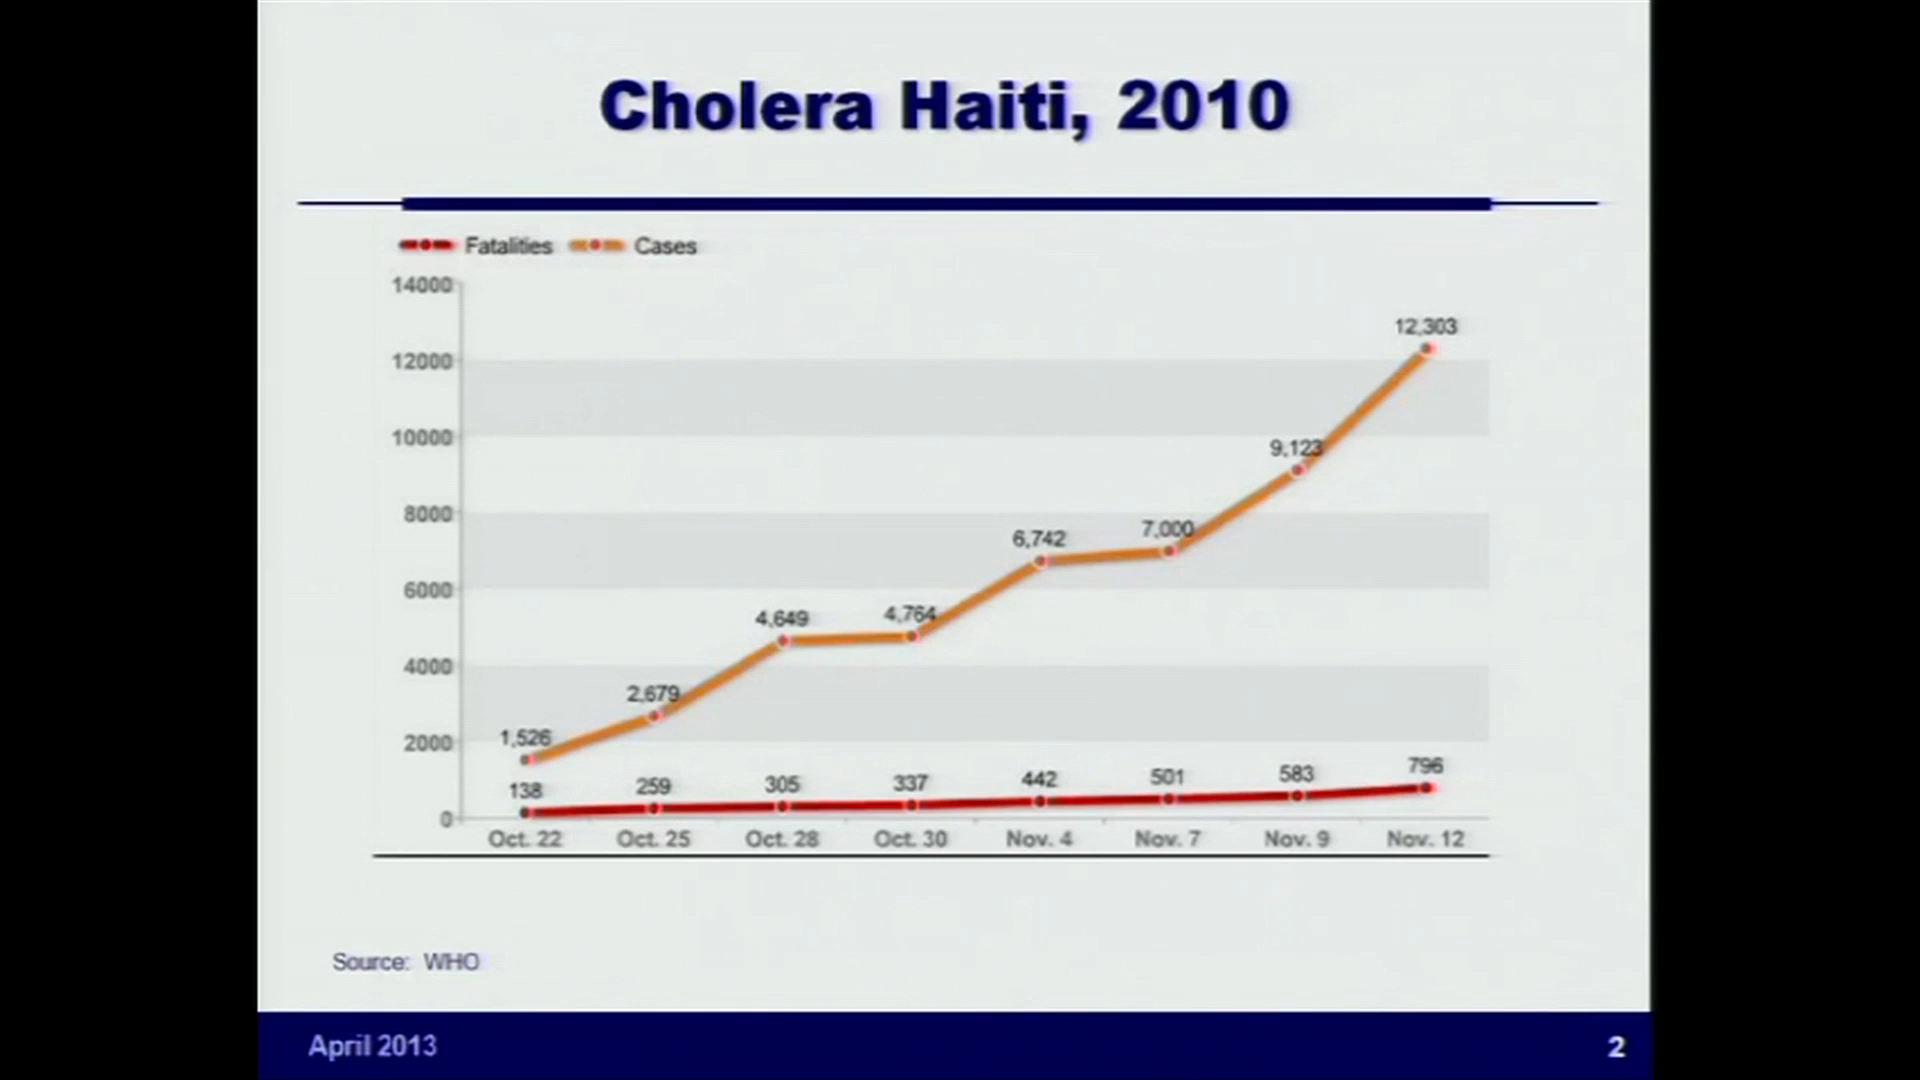 Cholera Haiti, 2010
Fatalities Cases
14000
12000
10000
8000
6000
4000
2000
0
12,303
9,123
7,000
6,742
4,764
4,649
2,679
1,526
138 259 305 337 442 501 583 796
Oct. 22 Oct. 25 Oct. 28 Oct. 30 Nov. 4 Nov. 7 Nov. 9 Nov. 12
Source: WHO
April 2013 2